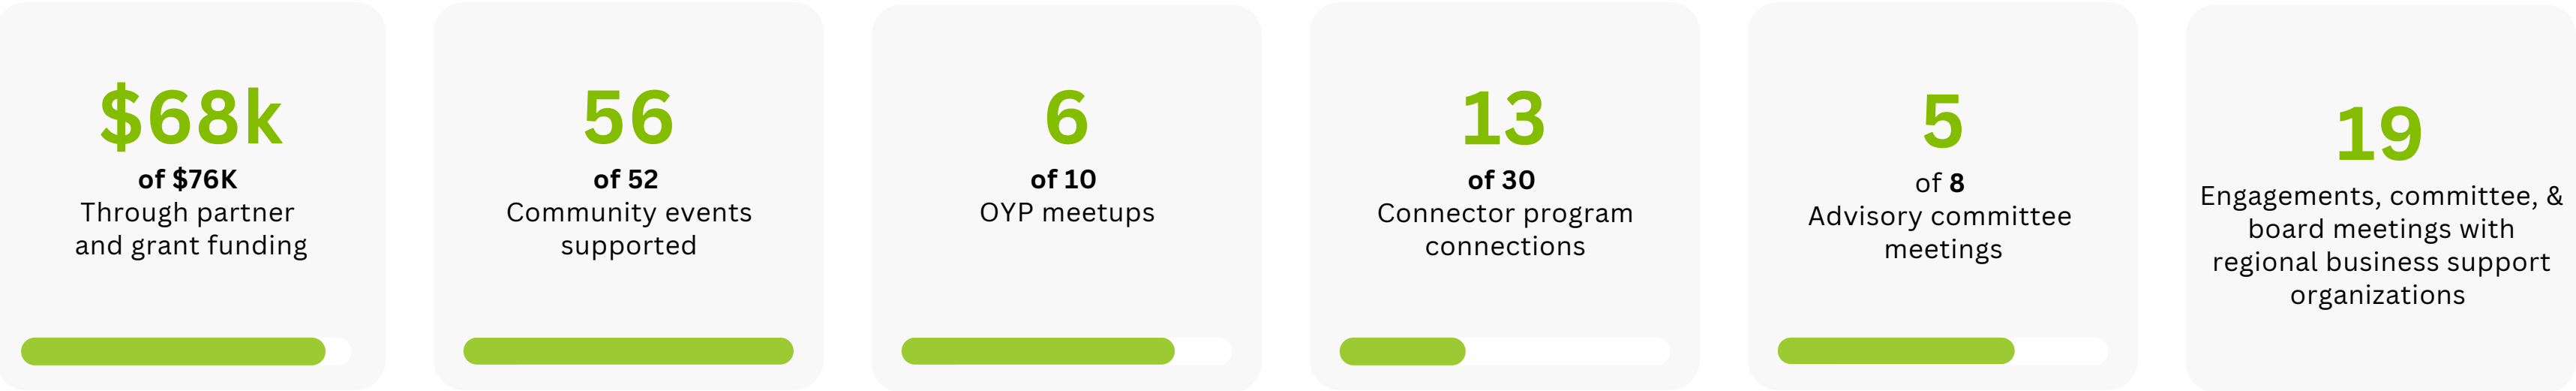 $68k
of $76K
Through partner
and grant funding
56
of 52
Community events
supported
6
of 10
OYP meetups
13
of 30
Connector program
connections
5
of 8
Advisory committee
meetings
19
Engagements, committee, &
board meetings with
regional business support
organizations